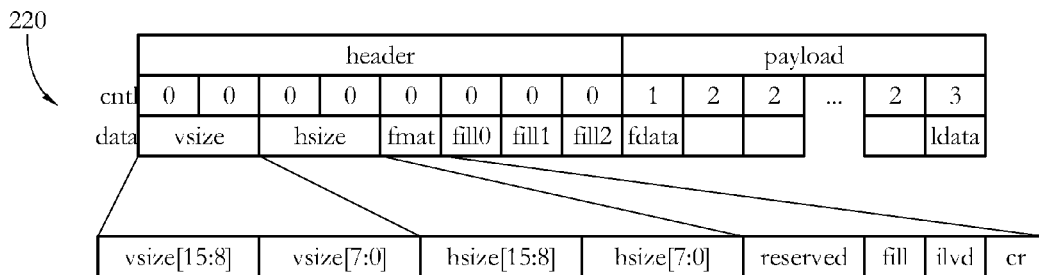 220
header payload
cntl 0 0 0 0 0 0 0 0 1 2 2 ... 2 3
data vsize hsize fmat fill0 fill1 fill2 fdata ldata
vsize[15:8] vsize[7:0] hsize[15:8] hsize[7:0] reserved fill ilvd cr